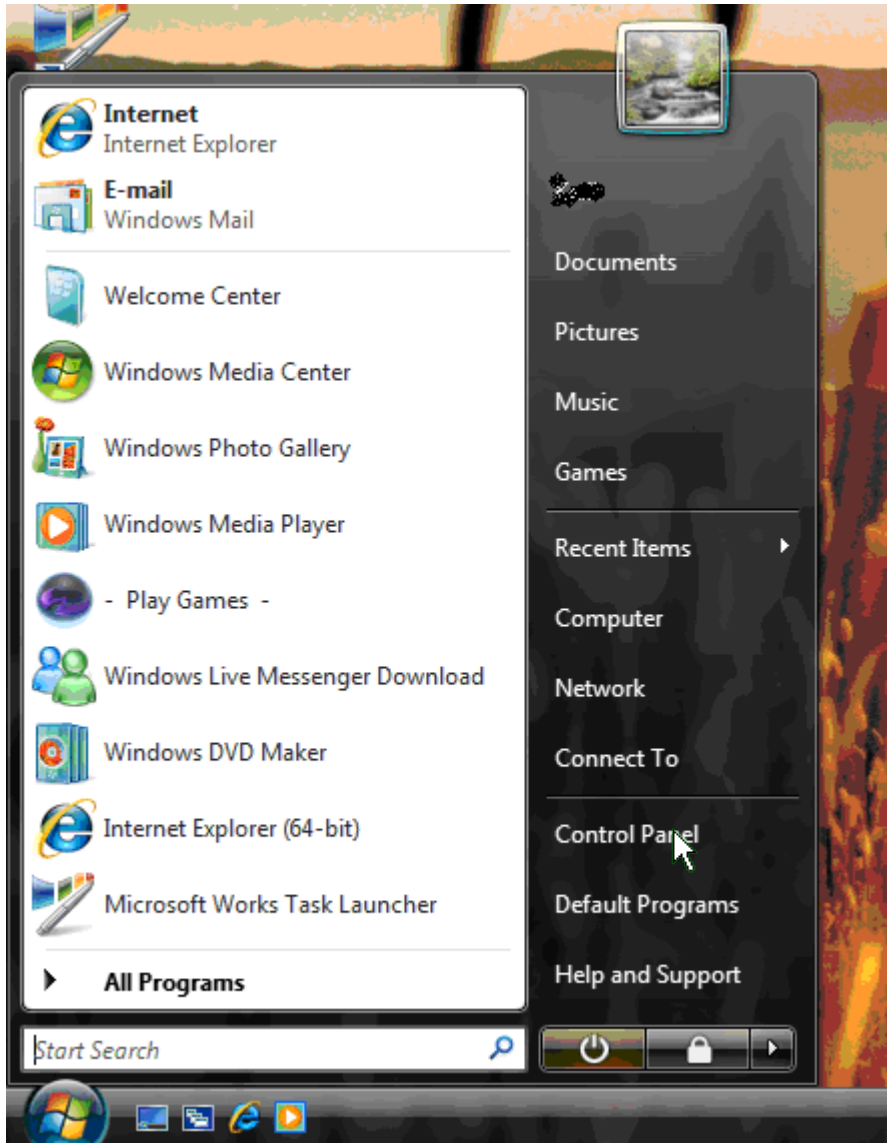 Internet
Internet Explorer
E-mail
Windows Mail
Welcome Center
Windows Media Center
Windows Photo Gallery
Windows Media Player
- Play Games -
Windows Live Messenger Download
Windows DVD Maker
Internet Explorer (64-bit)
Microsoft Works Task Launcher
All Programs
Start Search
Documents
Pictures
Music
Games
Recent Items
Computer
Network
Connect To
Control Panel
Default Programs
Help and Support